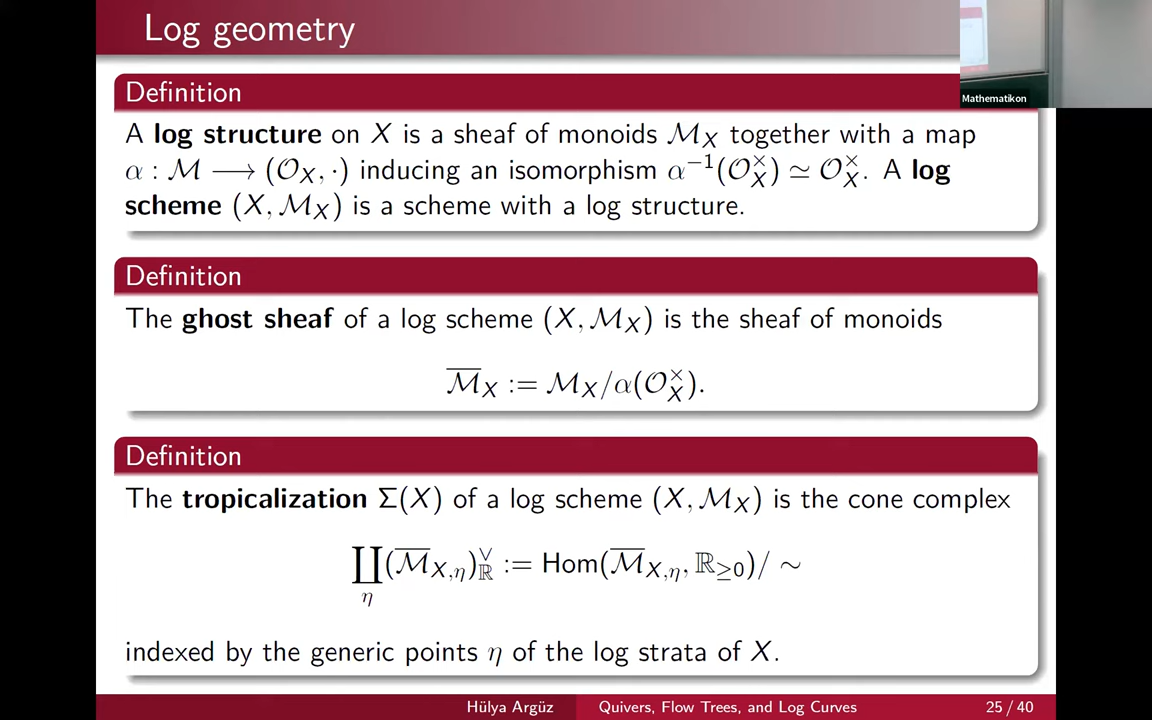 Log geometry
Mathematikon
Definition
A log structure on X is a sheaf of monoids ℳ_X together with a map
α : ℳ ⟶ (𝒪_X, ·) inducing an isomorphism α⁻¹(𝒪_X^×) ≃ 𝒪_X^×. A log
scheme (X, ℳ_X) is a scheme with a log structure.
Definition
The ghost sheaf of a log scheme (X, ℳ_X) is the sheaf of monoids
\overline{ℳ}_X := ℳ_X/α(𝒪_X^×).
Definition
The tropicalization Σ(X) of a log scheme (X, ℳ_X) is the cone complex
∐_η (\overline{ℳ}_{X,η})_ℝ^∨ := Hom(\overline{ℳ}_{X,η}, ℝ_{≥0})/ ∼
indexed by the generic points η of the log strata of X.
Hülya Argüz Quivers, Flow Trees, and Log Curves 25 / 40